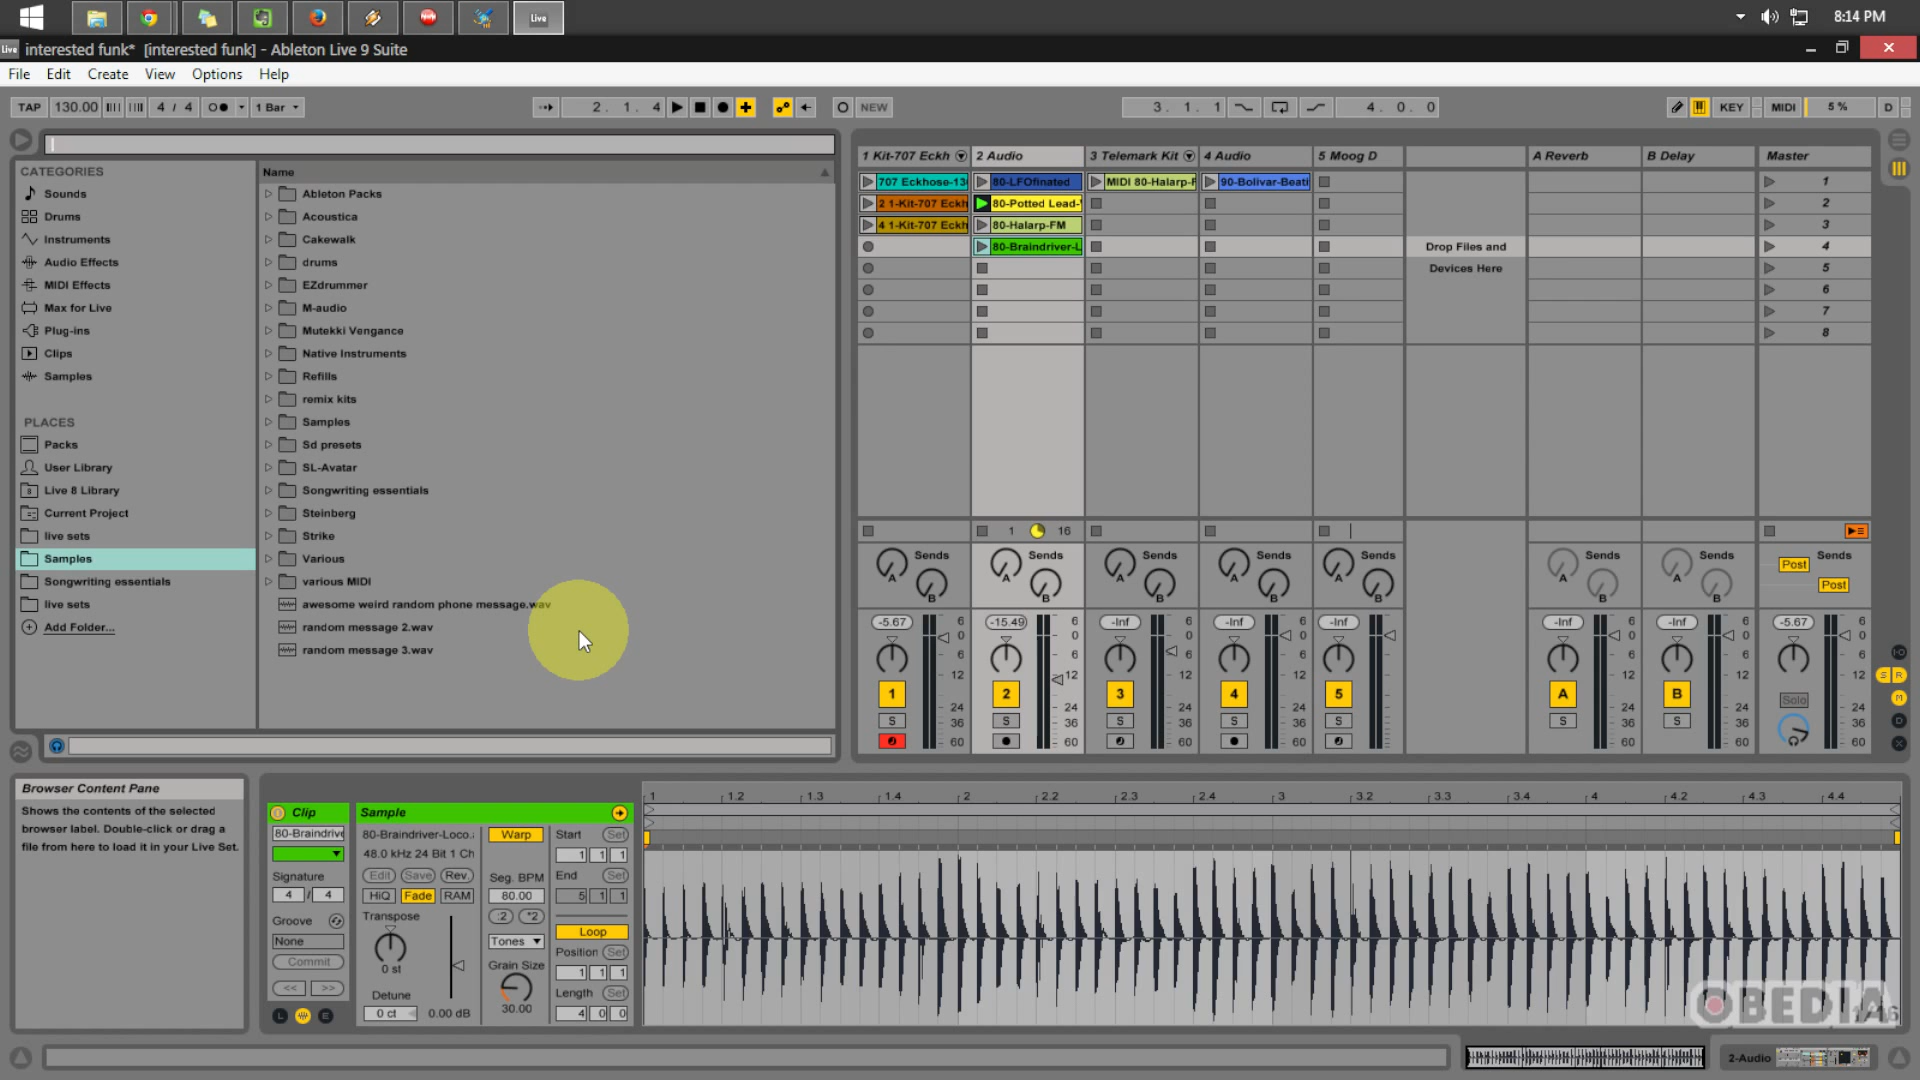 Live
8:14 PM
Live interested funk* [interested funk] - Ableton Live 9 Suite
File Edit Create View Options Help
TAP 130.00 4 / 4 1 Bar 2. 1. 4 NEW 3. 1. 1 4. 0. 0 KEY MIDI 5 % D
CATEGORIES
Sounds
Drums
Instruments
Audio Effects
MIDI Effects
Max for Live
Plug-ins
Clips
Samples
PLACES
Packs
User Library
Live 8 Library
Current Project
live sets
Samples
Songwriting essentials
live sets
Add Folder...
Name
Ableton Packs
Acoustica
Cakewalk
drums
EZdrummer
M-audio
Mutekki Vengance
Native Instruments
Refills
remix kits
Samples
Sd presets
SL-Avatar
Songwriting essentials
Steinberg
Strike
Various
various MIDI
awesome weird random phone message.wav
random message 2.wav
random message 3.wav
1 Kit-707 Eckh 2 Audio 3 Telemark Kit 4 Audio 5 Moog D A Reverb B Delay Master
707 Eckhose-13 80-LFOfinated MIDI 80-Halarp-F 90-Bolivar-Beati 1
2 1-Kit-707 Eckh 80-Potted Lead- 2
4 1-Kit-707 Eckh 80-Halarp-FM 3
80-Braindriver-L Drop Files and 4
Devices Here 5
6
7
8
1 16
Sends Sends Sends Sends Sends Sends Sends Sends
A A A A A A A Post
B B B B B B B Post
-5.67 -15.49 -Inf -Inf -Inf -Inf -Inf -5.67
6 6 6 6 6 6 6 6
0 0 0 0 0 0 0 0
6 6 6 6 6 6 6 6
12 12 12 12 12 12 12 12
1 2 3 4 5 A B
24 24 24 24 24 24 24 24
S S S S S S S Solo
36 36 36 36 36 36 36 36
60 60 60 60 60 60 60 60
I-O
S R
M
D
X
Browser Content Pane
Shows the contents of the selected
browser label. Double-click or drag a
file from here to load it in your Live Set.
Clip
80-Braindrive
Signature
4 / 4
Groove
None
Commit
<< >>
L E
Sample
80-Braindriver-Loco.
48.0 kHz 24 Bit 1 Ch
Edit Save Rev.
HiQ Fade RAM
Transpose
0 st
Detune
0 ct 0.00 dB
Warp
Seg. BPM
80.00
:2 *2
Tones
Grain Size
30.00
Start Set
1 1 1
End Set
5 1 1
Loop
Position Set
1 1 1
Length Set
4 0 0
1 1.2 1.3 1.4 2 2.2 2.3 2.4 3 3.2 3.3 3.4 4 4.2 4.3 4.4
OBEDIA
1/16
2-Audio